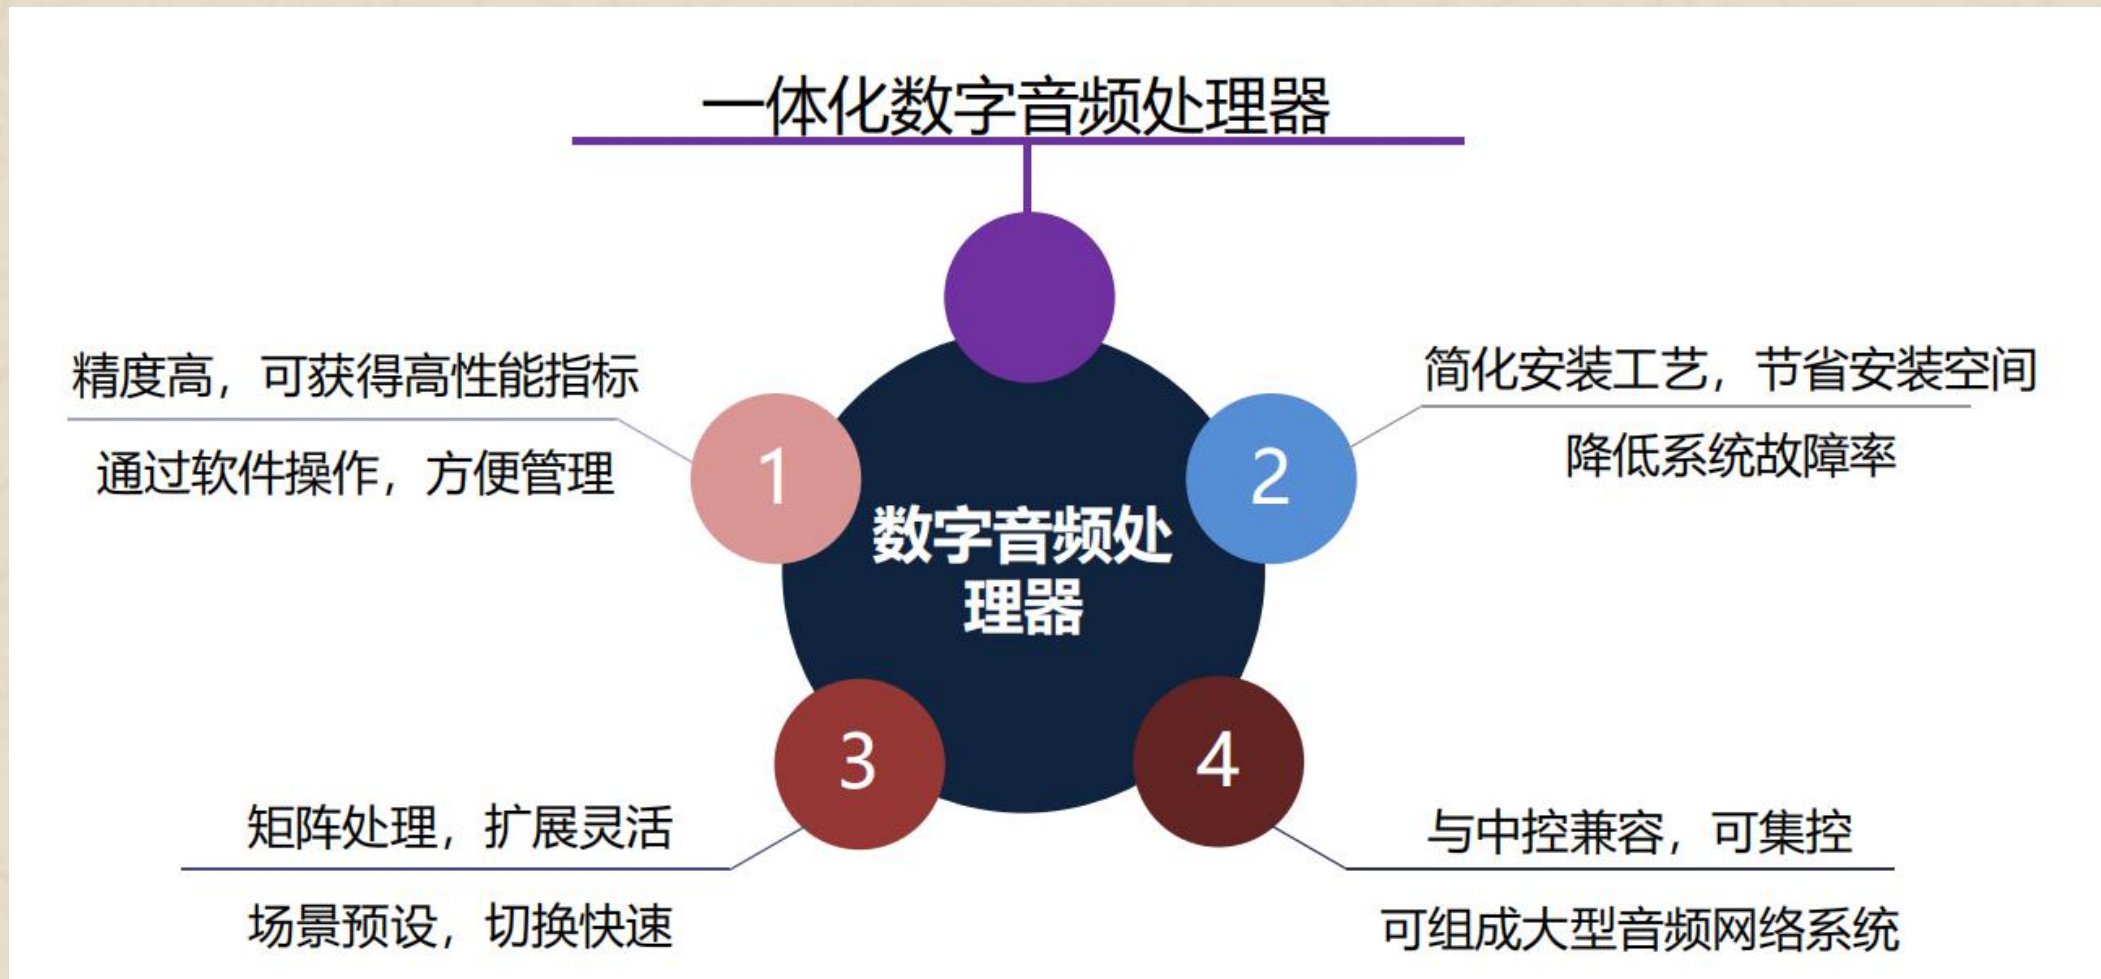 一体化数字音频处理器
精度高，可获得高性能指标
通过软件操作，方便管理
1
简化安装工艺，节省安装空间
降低系统故障率
2
数字音频处
理器
3
矩阵处理，扩展灵活
场景预设，切换快速
4
与中控兼容，可集控
可组成大型音频网络系统